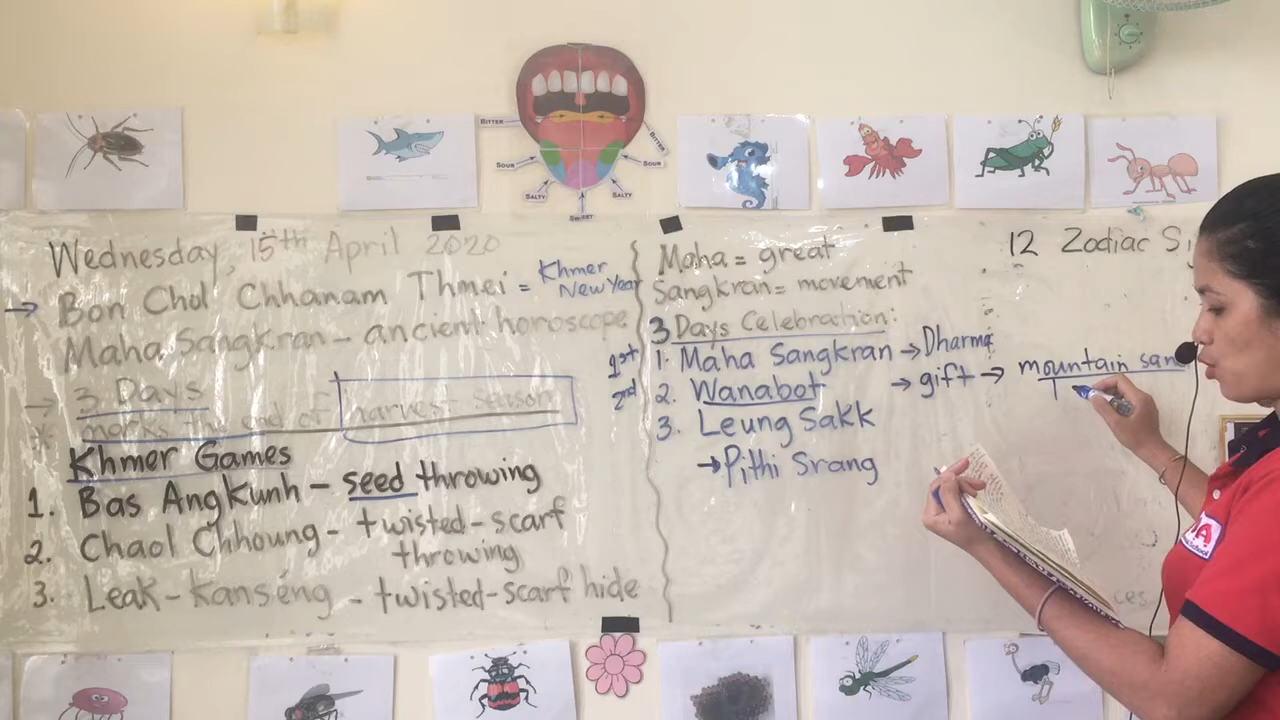 BITTER
BITTER
SOUR
SOUR
SALTY
SALTY
SWEET
Wednesday, 15th April 2020
→ Bon Chol Chhanam Thmei = Khmer New Year
Maha Sangkran - ancient horoscope
→ 3 Days
* marks the end of harvest season
Khmer Games
1. Bas Angkunh - seed throwing
2. Chaol Chhoung - twisted-scarf
throwing
3. Leak-Kanséng - twisted-scarf hide
Maha = great
Sangkran = movement
3 Days Celebration:
1st 1. Maha Sangkran → Dharma
2nd 2. Wanabot → gift → mountain san
3. Leung Sakk
→ Pithi Srang
12 Zodiac Si